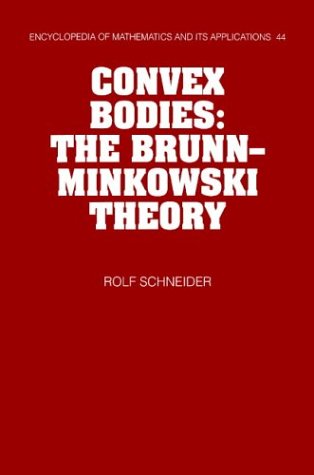 ENCYCLOPEDIA OF MATHEMATICS AND ITS APPLICATIONS 44
CONVEX
BODIES:
THE BRUNN–
MINKOWSKI
THEORY
ROLF SCHNEIDER